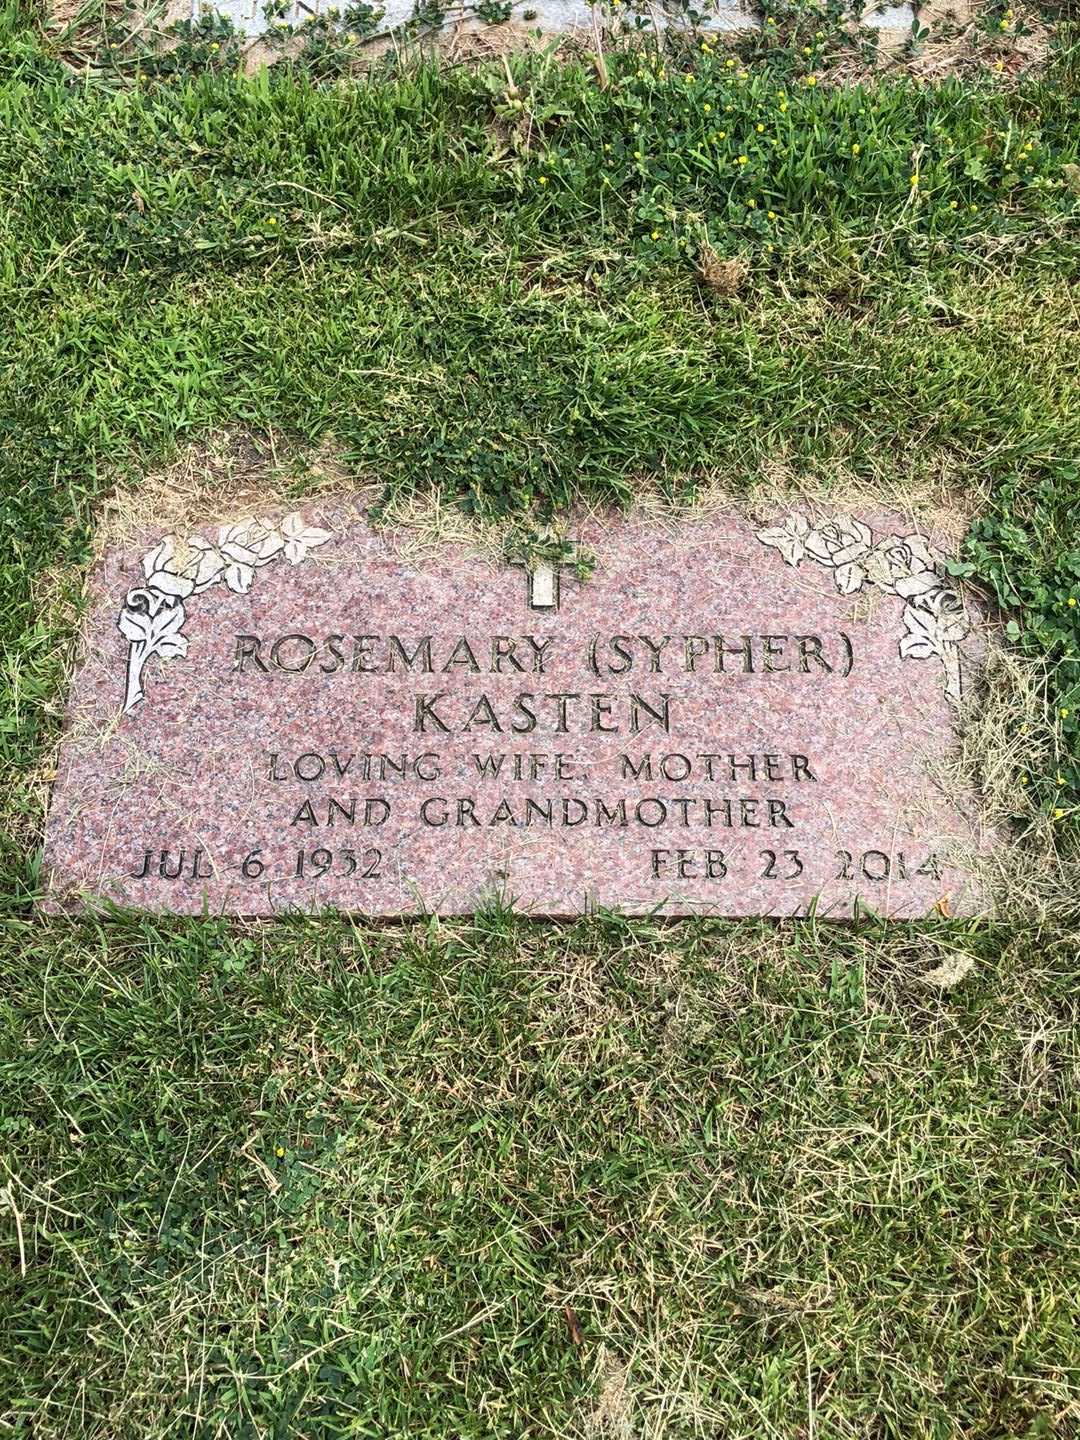 ROSEMARY (SYPHER)
KASTEN
LOVING WIFE, MOTHER
AND GRANDMOTHER
JUL 6 1932 FEB 23 2014